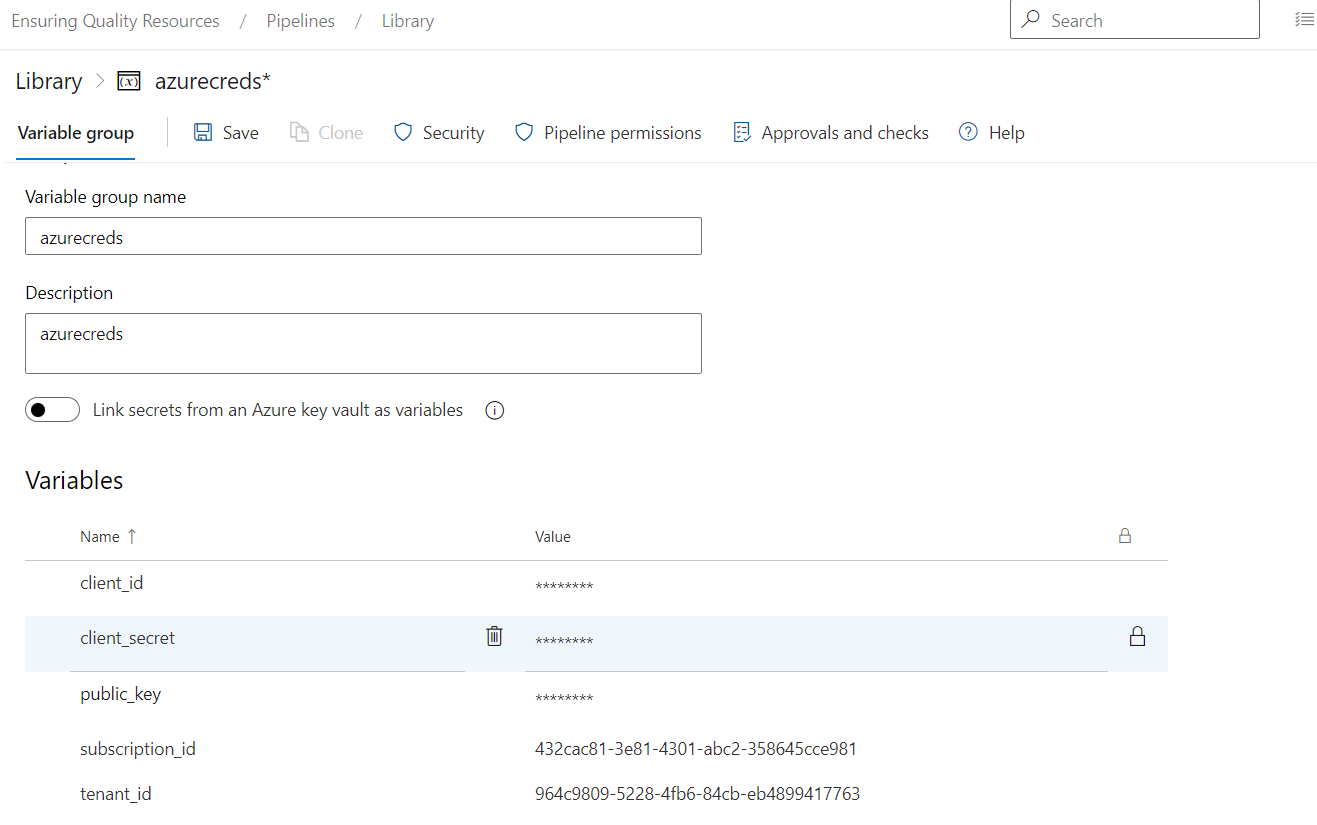 Ensuring Quality Resources / Pipelines / Library
Search
Library > (x) azurecreds*
Variable group Save Clone Security Pipeline permissions Approvals and checks Help
Variable group name
azurecreds
Description
azurecreds
Link secrets from an Azure key vault as variables
Variables
Name ↑ Value
client_id ********
client_secret ********
public_key ********
subscription_id 432cac81-3e81-4301-abc2-358645cce981
tenant_id 964c9809-5228-4fb6-84cb-eb4899417763